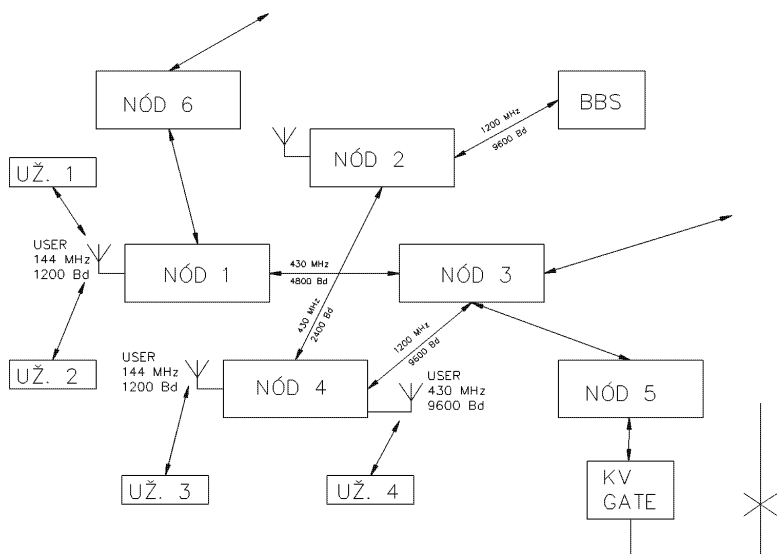 NÓD 6
BBS
1200 MHz
9600 Bd
NÓD 2
UŽ. 1
USER
144 MHz
1200 Bd
NÓD 1
430 MHz
4800 Bd
NÓD 3
430 MHz
2400 Bd
1200 MHz
9600 Bd
UŽ. 2
USER
144 MHz
1200 Bd
NÓD 4
USER
430 MHz
9600 Bd
NÓD 5
UŽ. 3
UŽ. 4
KV
GATE